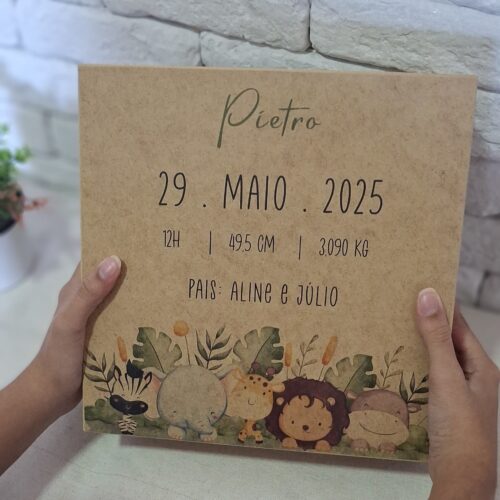 Pietro
29 . MAIO . 2025
12H | 49,5 CM | 3,090 KG
PAIS: ALINE e JÚLIO